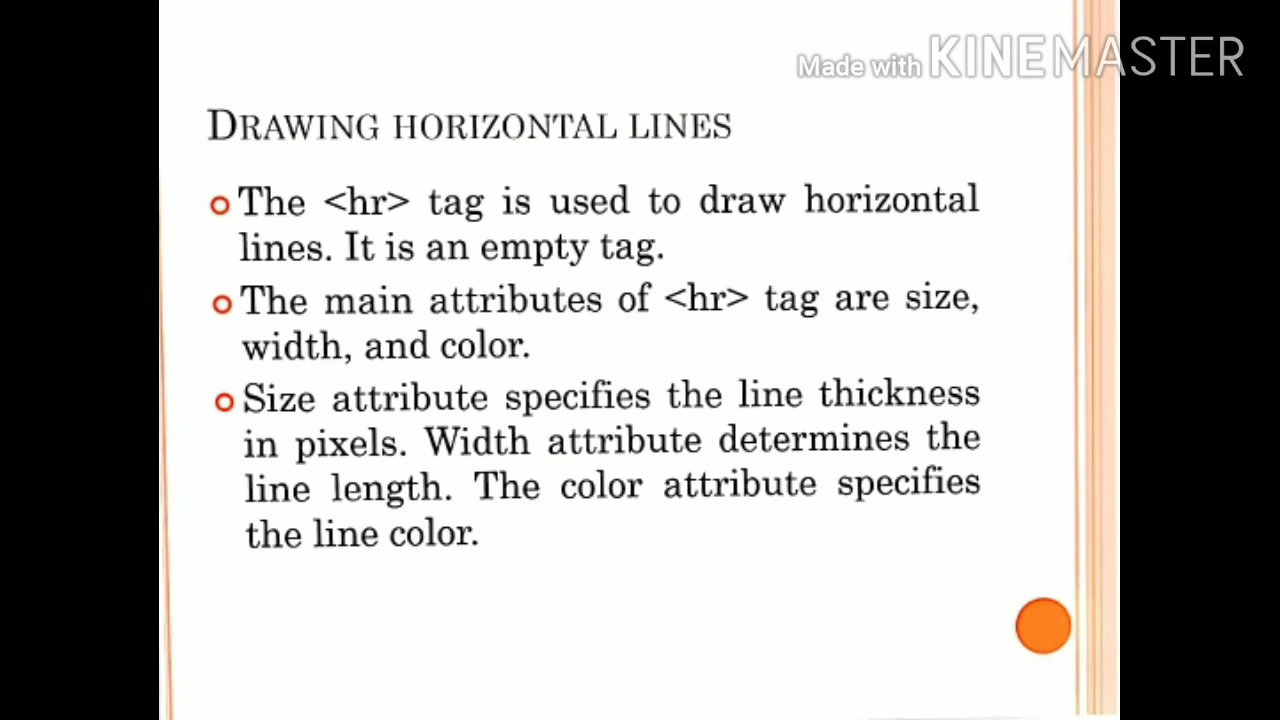 Made with KINEMASTER
DRAWING HORIZONTAL LINES
The <hr> tag is used to draw horizontal
lines. It is an empty tag.
The main attributes of <hr> tag are size,
width, and color.
Size attribute specifies the line thickness
in pixels. Width attribute determines the
line length. The color attribute specifies
the line color.